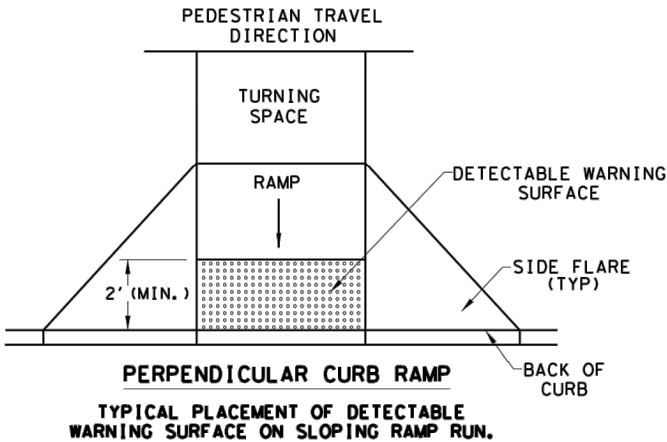 PEDESTRIAN TRAVEL
DIRECTION
TURNING
SPACE
RAMP
DETECTABLE WARNING
SURFACE
SIDE FLARE
(TYP)
2' (MIN.)
BACK OF
CURB
PERPENDICULAR CURB RAMP
TYPICAL PLACEMENT OF DETECTABLE
WARNING SURFACE ON SLOPING RAMP RUN.